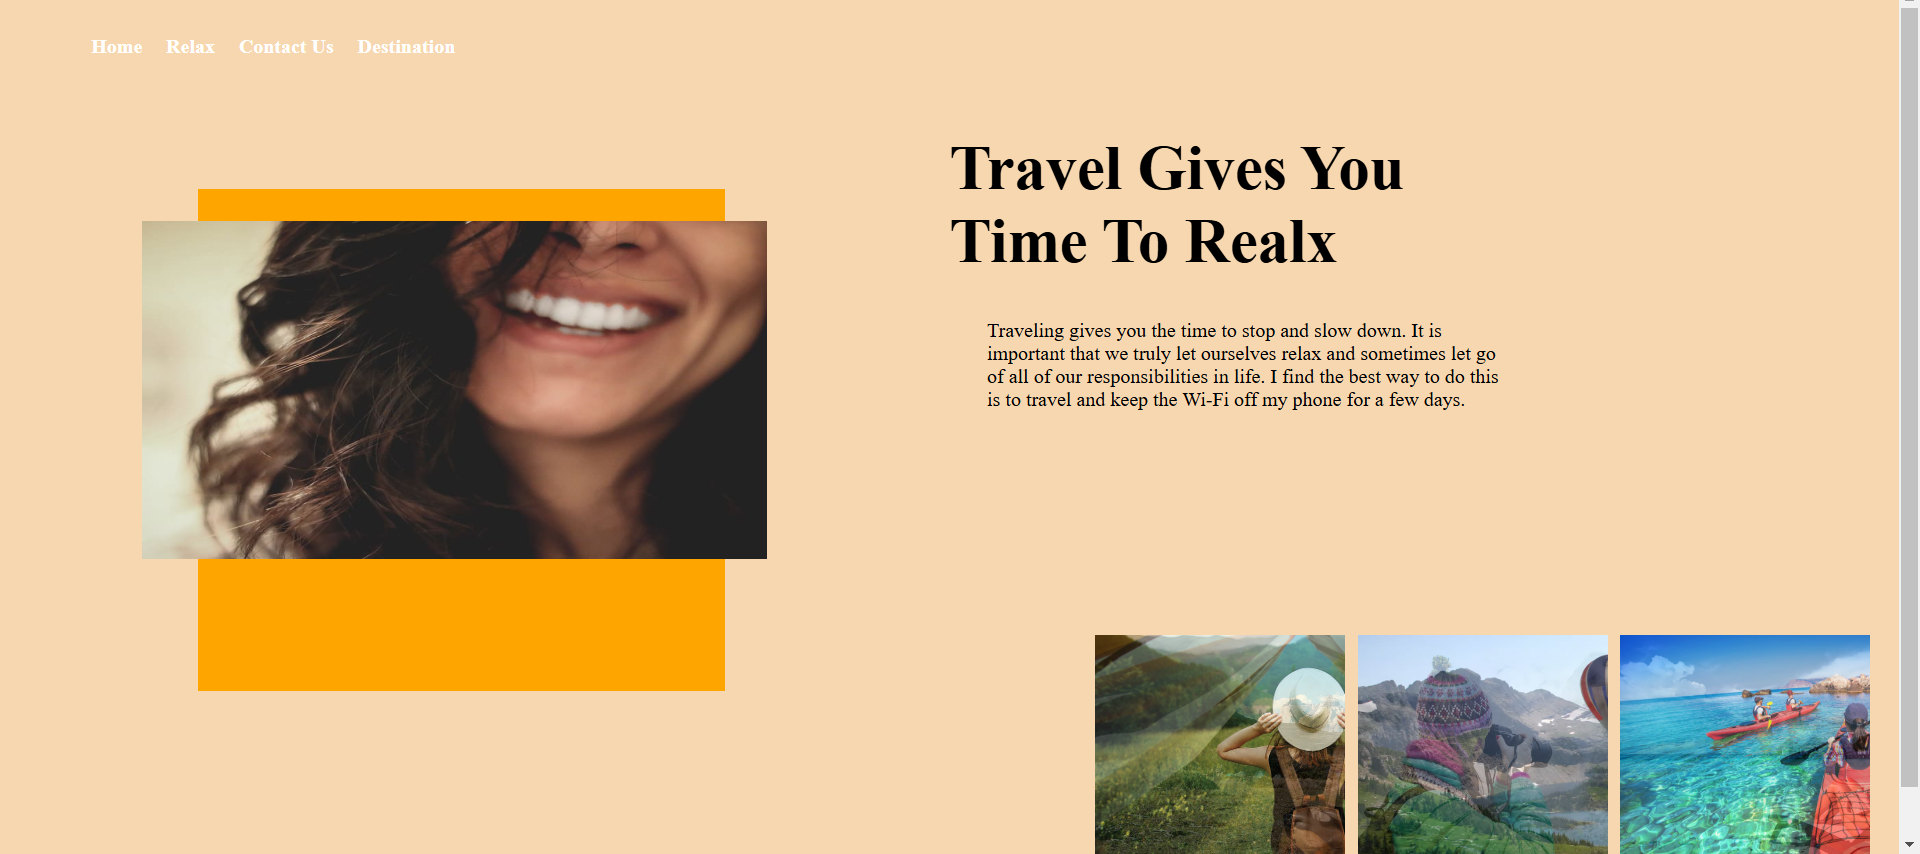 Home Relax Contact Us Destination
Travel Gives You
Time To Realx
Traveling gives you the time to stop and slow down. It is
important that we truly let ourselves relax and sometimes let go
of all of our responsibilities in life. I find the best way to do this
is to travel and keep the Wi-Fi off my phone for a few days.